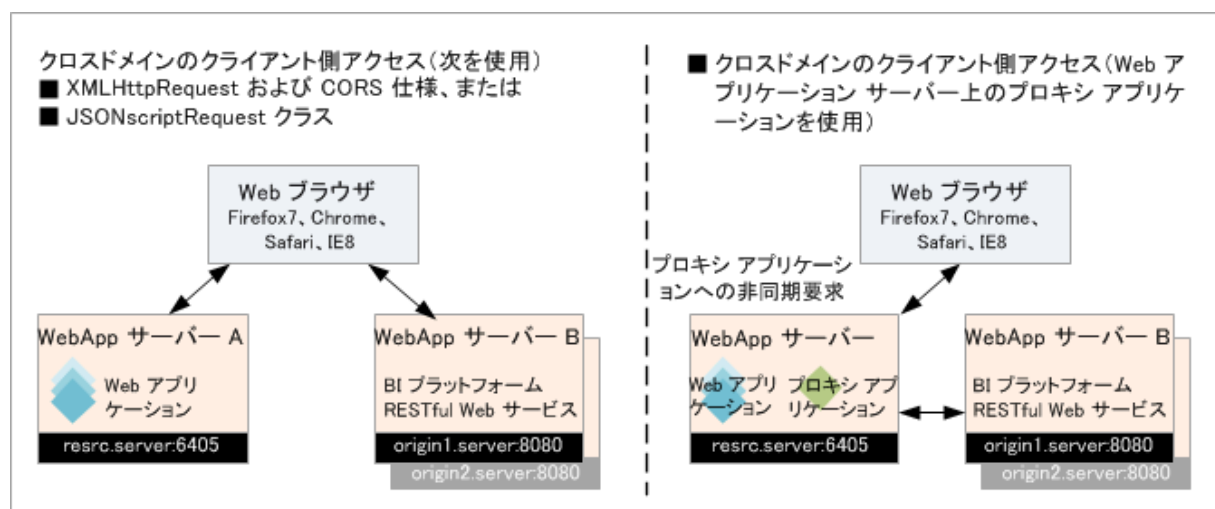 クロスドメインのクライアント側アクセス（次を使用）
■ XMLHttpRequest および CORS 仕様、または
■ JSONscriptRequest クラス
Web ブラウザ
Firefox7、Chrome、
Safari、IE8
WebApp サーバー A
Web アプリ
ケーション
resrc.server:6405
WebApp サーバー B
BI プラットフォーム
RESTful Web サービス
origin1.server:8080
origin2.server:8080
■ クロスドメインのクライアント側アクセス（Web ア
プリケーション サーバー上のプロキシ アプリケ
ーションを使用）
Web ブラウザ
Firefox7、Chrome、
Safari、IE8
プロキシ アプリケーシ
ョンへの非同期要求
WebApp サーバー
Web アプリ
ケーション
プロキシ アプ
リケーション
resrc.server:6405
WebApp サーバー B
BI プラットフォーム
RESTful Web サービス
origin1.server:8080
origin2.server:8080